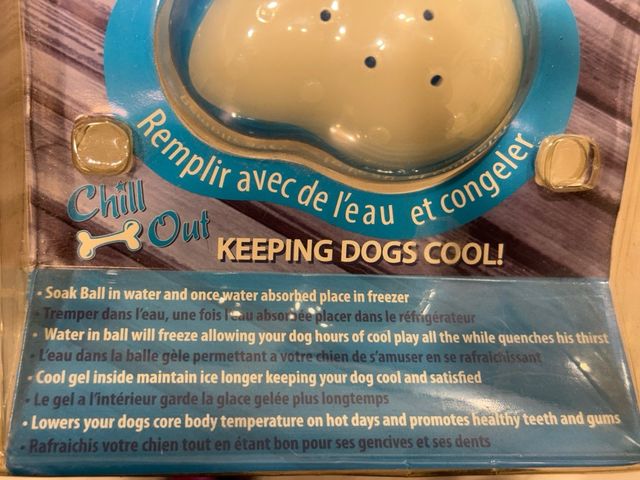 Remplir avec de l'eau et congeler
Chill
Out
KEEPING DOGS COOL!
• Soak Ball in water and once water absorbed place in freezer
• Tremper dans l'eau, une fois l'eau absorbée placer dans le réfrigérateur
• Water in ball will freeze allowing your dog hours of cool play all the while quenches his thirst
• L'eau dans la balle gèle permettant a votre chien de s'amuser en se rafraichissant
• Cool gel inside maintain ice longer keeping your dog cool and satisfied
• Le gel a l'intérieur garde la glace gelée plus longtemps
• Lowers your dogs core body temperature on hot days and promotes healthy teeth and gums
• Rafraichis votre chien tout en étant bon pour ses gencives et ses dents